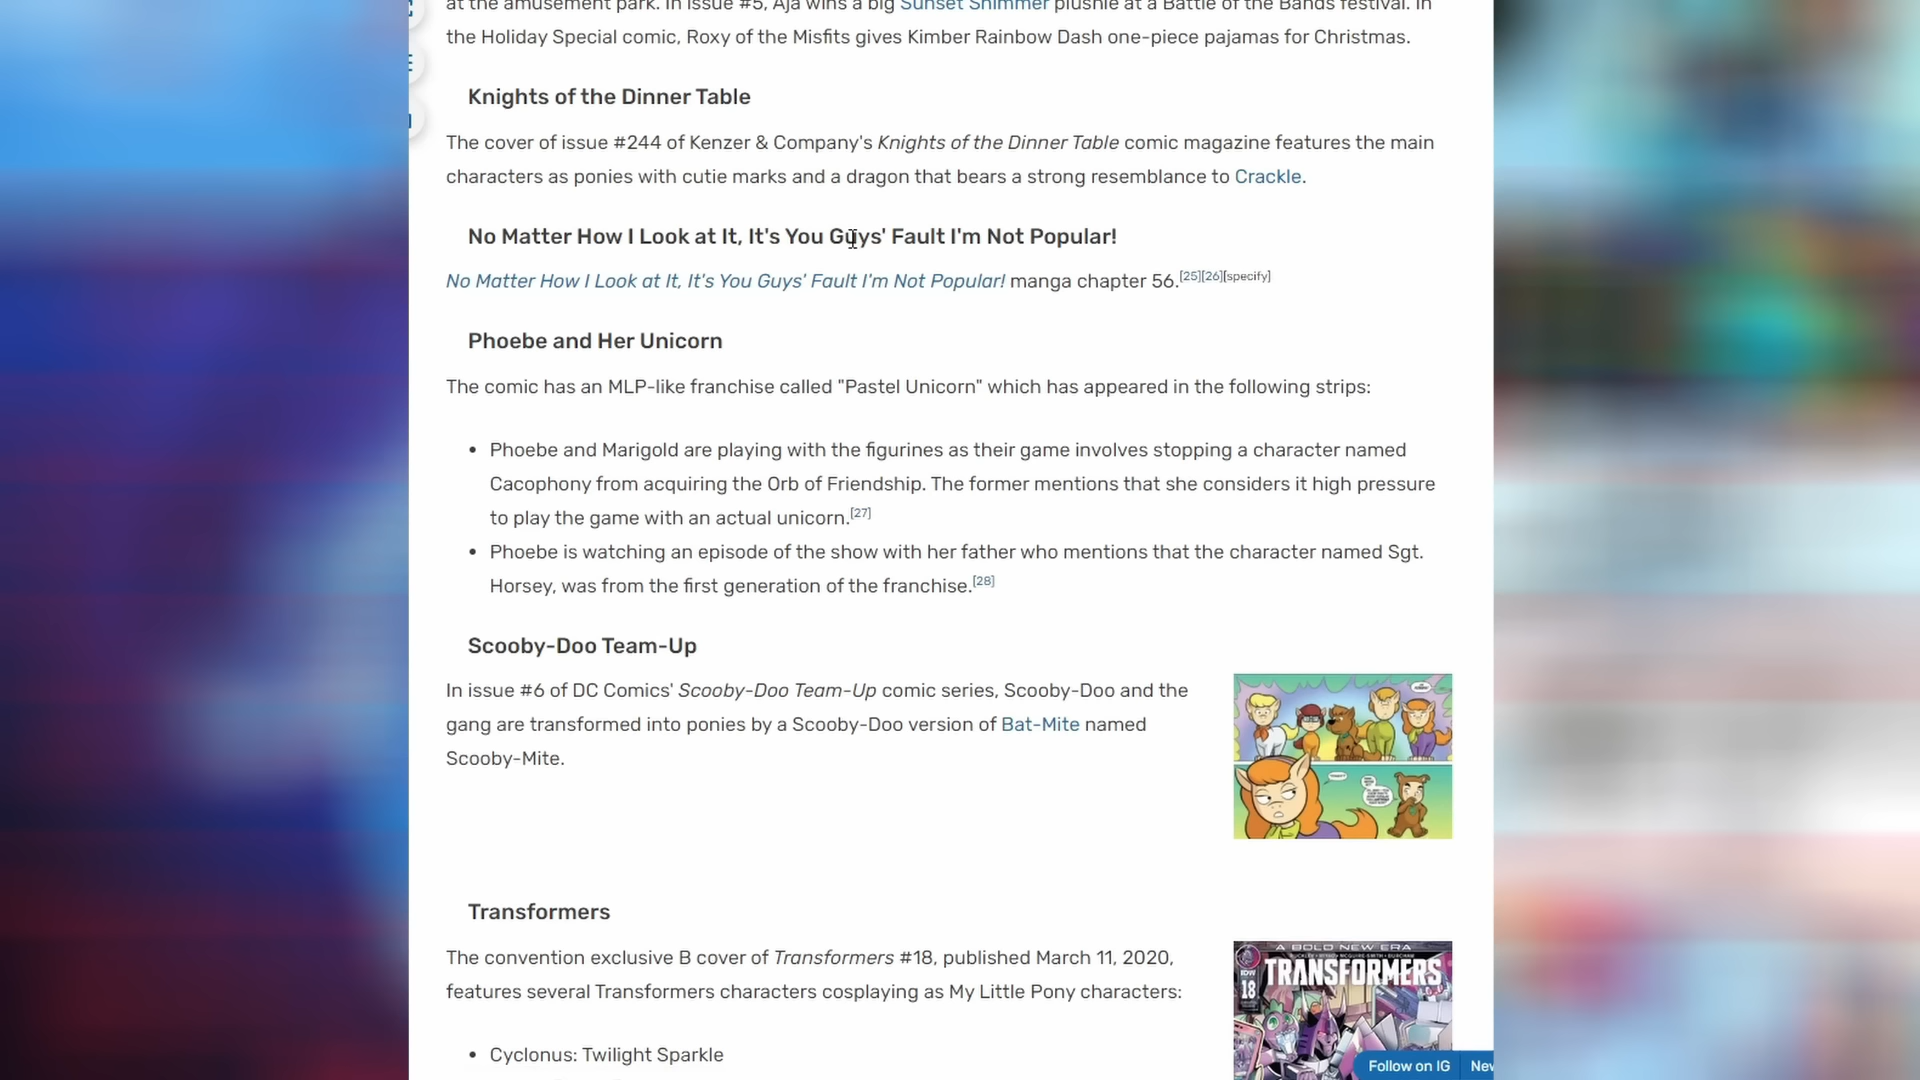 at the amusement park. In issue #5, Aja wins a big Sunset Shimmer plushie at a Battle of the Bands festival. In
the Holiday Special comic, Roxy of the Misfits gives Kimber Rainbow Dash one-piece pajamas for Christmas.
Knights of the Dinner Table
The cover of issue #244 of Kenzer & Company's Knights of the Dinner Table comic magazine features the main
characters as ponies with cutie marks and a dragon that bears a strong resemblance to Crackle.
No Matter How I Look at It, It's You Guys' Fault I'm Not Popular!
No Matter How I Look at It, It's You Guys' Fault I'm Not Popular! manga chapter 56.[25][26][specify]
Phoebe and Her Unicorn
The comic has an MLP-like franchise called "Pastel Unicorn" which has appeared in the following strips:
• Phoebe and Marigold are playing with the figurines as their game involves stopping a character named
Cacophony from acquiring the Orb of Friendship. The former mentions that she considers it high pressure
to play the game with an actual unicorn.[27]
• Phoebe is watching an episode of the show with her father who mentions that the character named Sgt.
Horsey, was from the first generation of the franchise.[28]
Scooby-Doo Team-Up
In issue #6 of DC Comics' Scooby-Doo Team-Up comic series, Scooby-Doo and the
gang are transformed into ponies by a Scooby-Doo version of Bat-Mite named
Scooby-Mite.
Transformers
The convention exclusive B cover of Transformers #18, published March 11, 2020,
features several Transformers characters cosplaying as My Little Pony characters:
• Cyclonus: Twilight Sparkle
A BOLD NEW ERA
TRANSFORMERS
IDW
18
Follow on IG
New